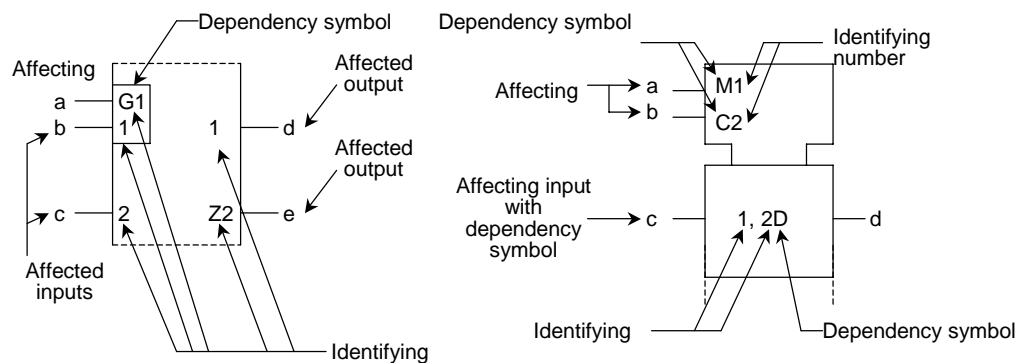 Dependency symbol
Affecting
a
G1
b
1
1
d
Affected
output
Affected
output
c
2
Z2
e
Affected
inputs
Identifying
Dependency symbol
Identifying
number
Affecting
a
M1
b
C2
Affecting input
with
dependency
symbol
c
1, 2D
d
Identifying
Dependency symbol